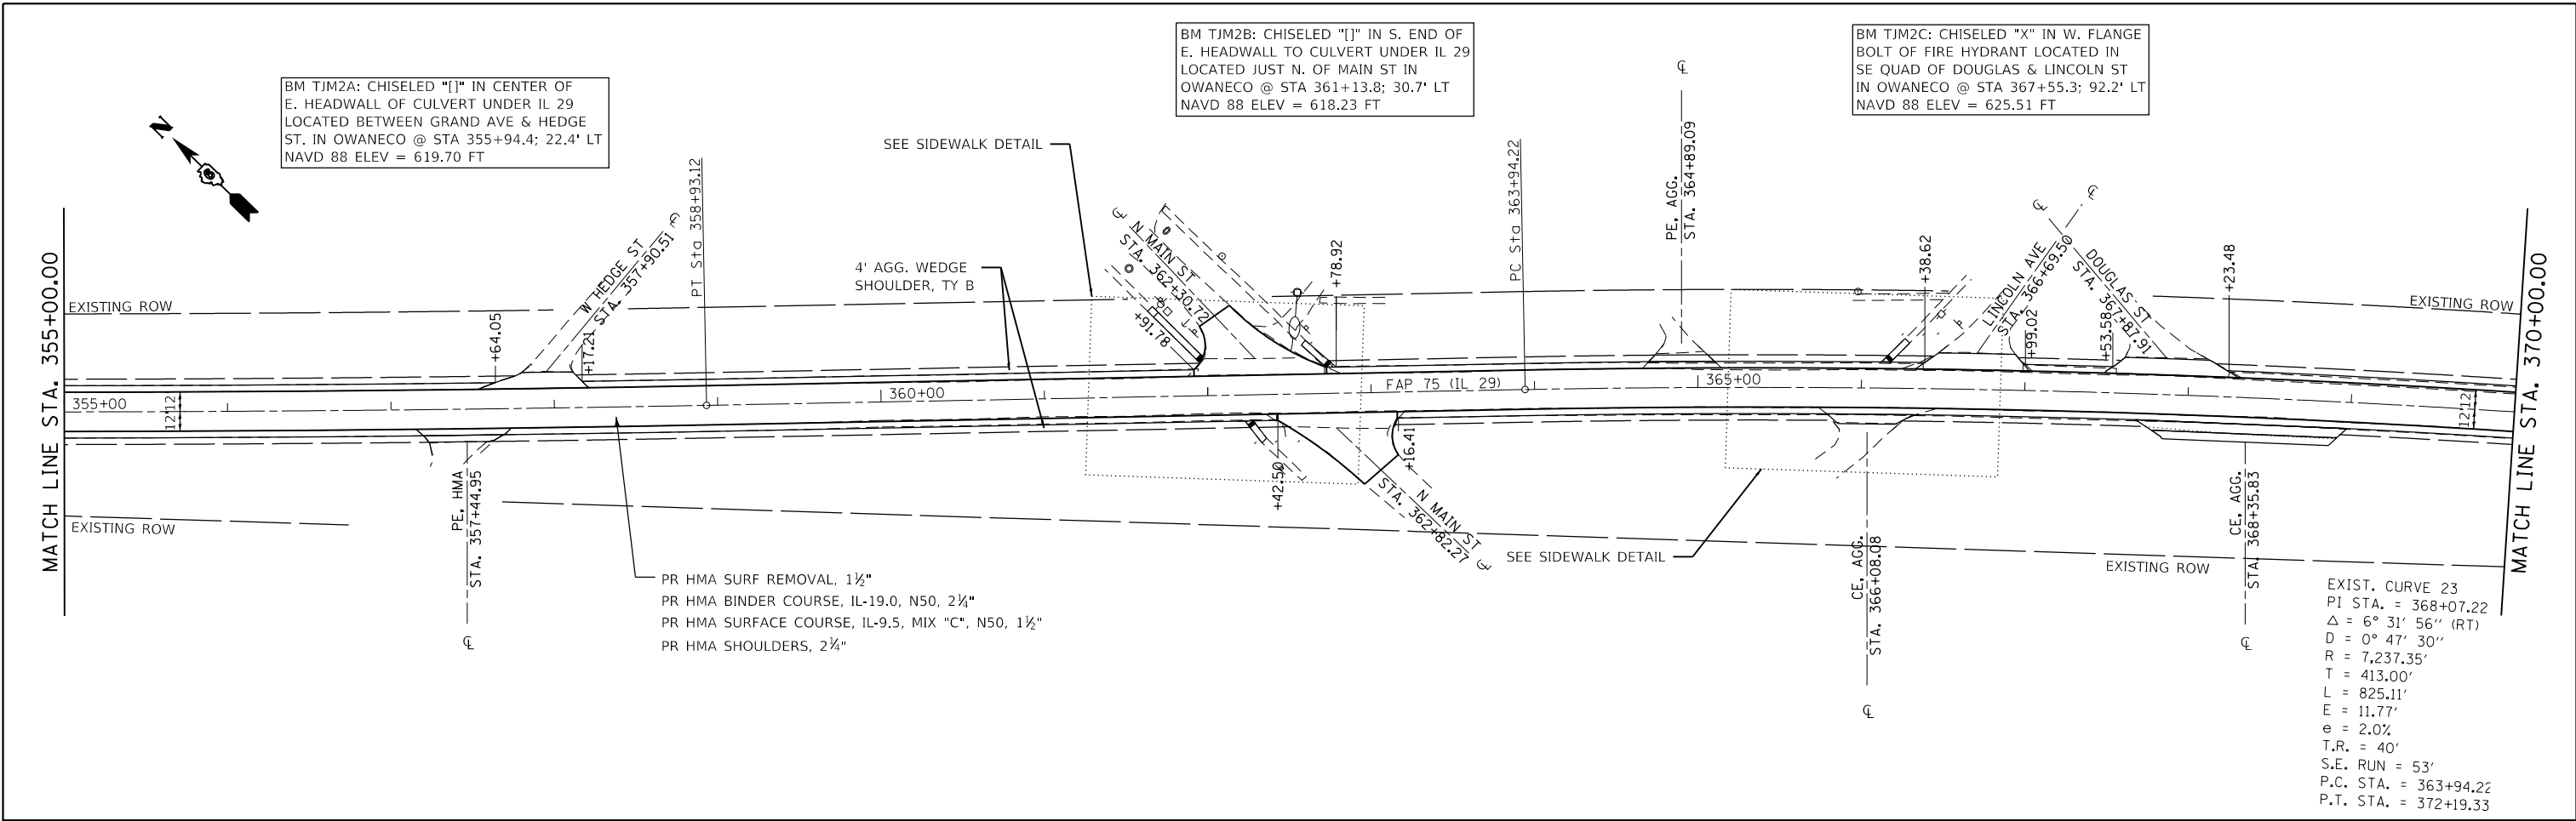 BM TJM2A: CHISELED "[]" IN CENTER OF
E. HEADWALL OF CULVERT UNDER IL 29
LOCATED BETWEEN GRAND AVE & HEDGE
ST. IN OWANECO @ STA 355+94.4; 22.4' LT
NAVD 88 ELEV = 619.70 FT
BM TJM2B: CHISELED "[]" IN S. END OF
E. HEADWALL TO CULVERT UNDER IL 29
LOCATED JUST N. OF MAIN ST IN
OWANECO @ STA 361+13.8; 30.7' LT
NAVD 88 ELEV = 618.23 FT
BM TJM2C: CHISELED "X" IN W. FLANGE
BOLT OF FIRE HYDRANT LOCATED IN
SE QUAD OF DOUGLAS & LINCOLN ST
IN OWANECO @ STA 367+55.3; 92.2' LT
NAVD 88 ELEV = 625.51 FT
N
MATCH LINE STA. 355+00.00
EXISTING ROW
355+00
12'
12'
EXISTING ROW
+64.05
W HEDGE ST
STA. 357+90.51
℄
+17.21
PE, HMA
STA. 357+44.95
℄
PT Sta 358+93.12
SEE SIDEWALK DETAIL
4' AGG. WEDGE
SHOULDER, TY B
360+00
℄
N MAIN ST
STA. 362+30.72
+91.78
P
P
+78.92
FAP 75 (IL 29)
+42.50
+16.41
N MAIN ST
STA. 362+82.27
℄
PC Sta 363+94.22
℄
PE, AGG.
STA. 364+89.09
365+00
SEE SIDEWALK DETAIL
CE, AGG.
STA. 366+08.08
℄
+38.62
P
LINCOLN AVE
STA. 366+69.50
℄
+99.02
℄
DOUGLAS ST
STA. 367+87.91
+53.58
+23.48
CE, AGG.
STA. 368+35.83
℄
EXISTING ROW
12'
12'
EXISTING ROW
MATCH LINE STA. 370+00.00
PR HMA SURF REMOVAL, 1½"
PR HMA BINDER COURSE, IL-19.0, N50, 2¼"
PR HMA SURFACE COURSE, IL-9.5, MIX "C", N50, 1½"
PR HMA SHOULDERS, 2¼"
EXIST. CURVE 23
PI STA. = 368+07.22
Δ = 6° 31' 56'' (RT)
D = 0° 47' 30''
R = 7,237.35'
T = 413.00'
L = 825.11'
E = 11.77'
e = 2.0%
T.R. = 40'
S.E. RUN = 53'
P.C. STA. = 363+94.22
P.T. STA. = 372+19.33